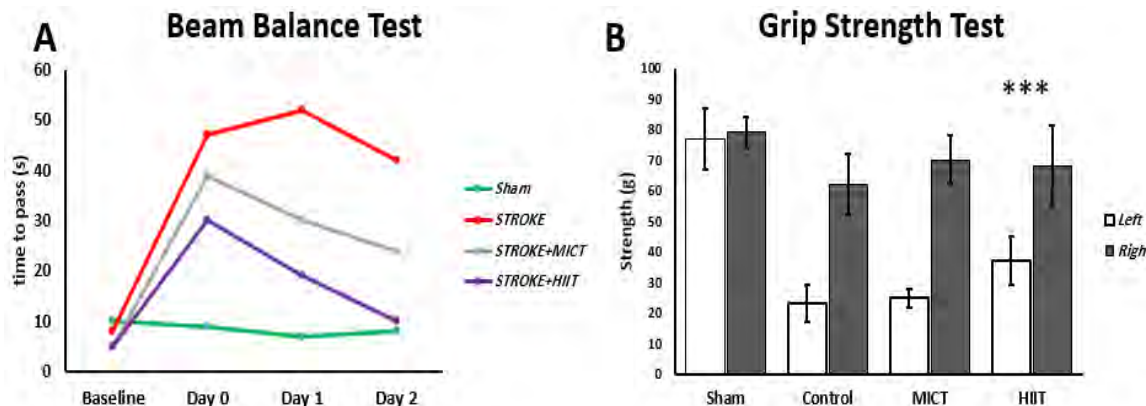 A
Beam Balance Test
60
50
40
30
20
10
0
time to pass (s)
Baseline Day 0 Day 1 Day 2
Sham
STROKE
STROKE+MICT
STROKE+HIIT
B
Grip Strength Test
100
90
80
70
60
50
40
30
20
10
0
Strength (g)
***
Sham Control MICT HIIT
Left
Righ